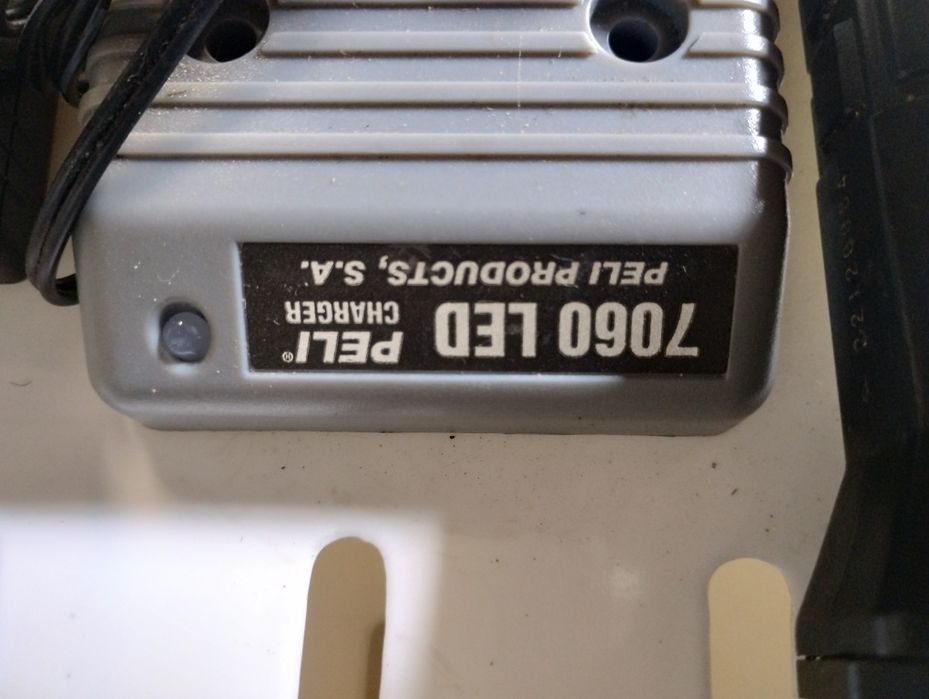 7060 LED PELI®
CHARGER
PELI PRODUCTS, S.A.